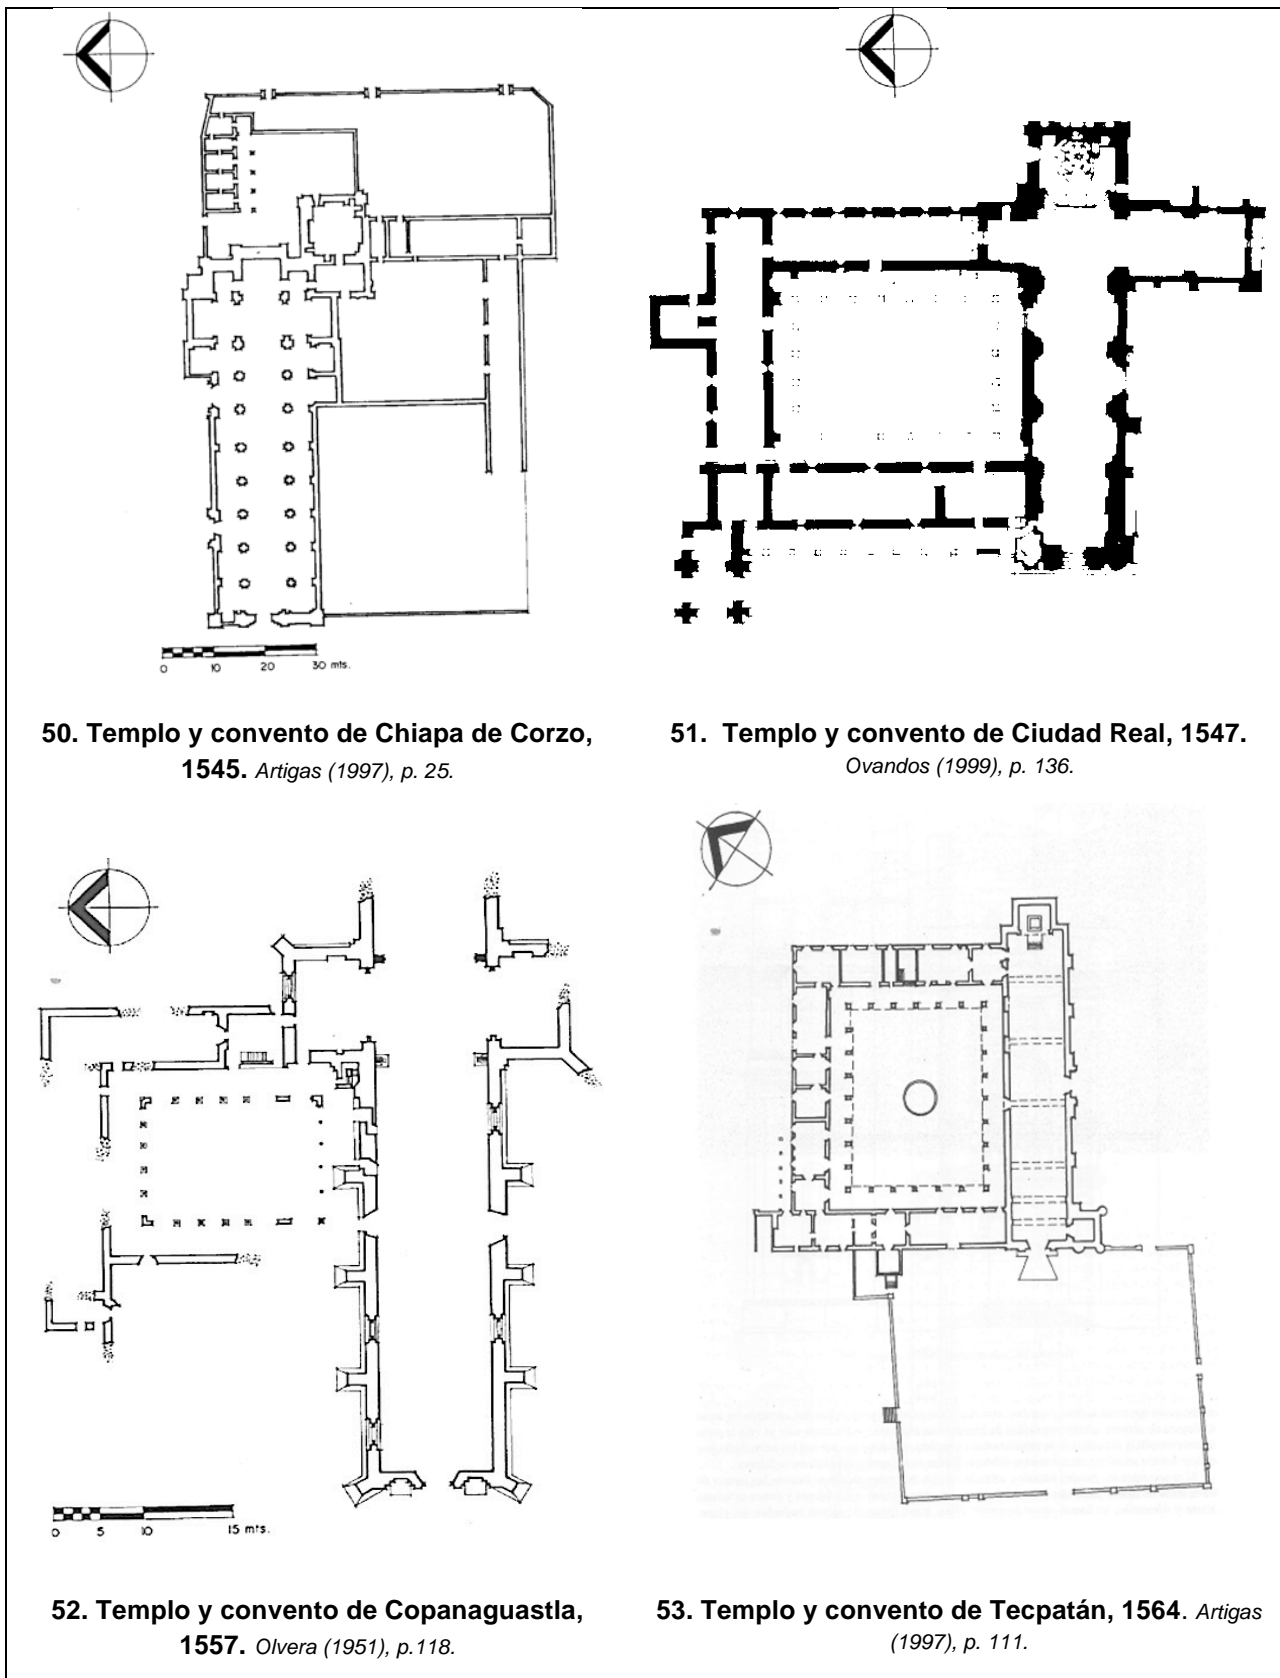 0 10 20 30 mts.
50. Templo y convento de Chiapa de Corzo,
1545. Artigas (1997), p. 25.
51. Templo y convento de Ciudad Real, 1547.
Ovandos (1999), p. 136.
0 5 10 15 mts.
52. Templo y convento de Copanaguastla,
1557. Olvera (1951), p.118.
53. Templo y convento de Tecpatán, 1564. Artigas
(1997), p. 111.